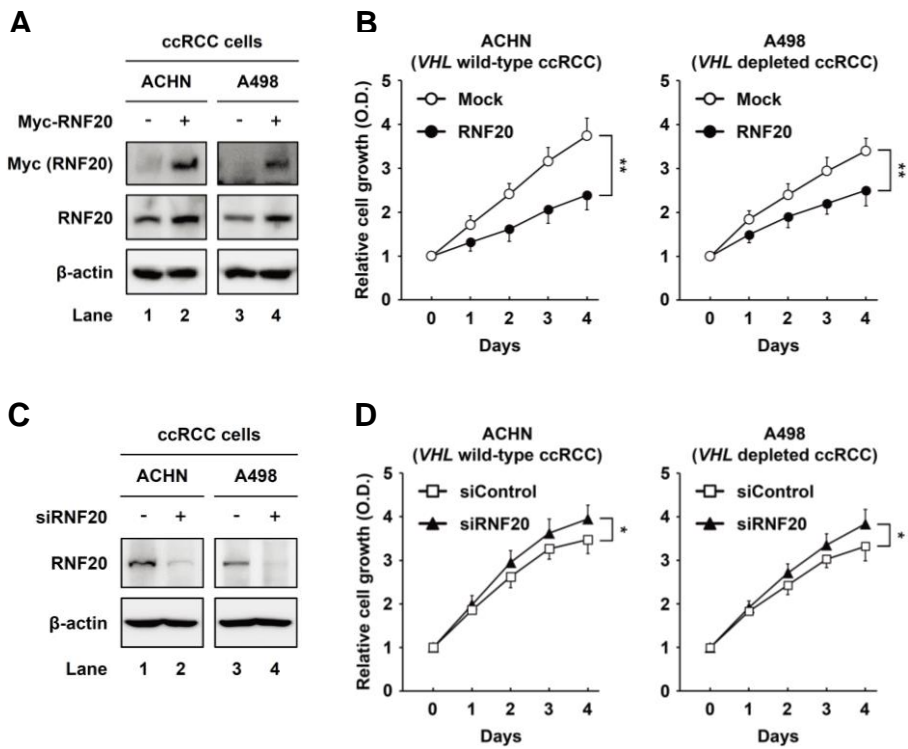 A
ccRCC cells
ACHN A498
Myc-RNF20 - + - +
Myc (RNF20)
RNF20
β-actin
Lane 1 2 3 4
B
ACHN
(VHL wild-type ccRCC)
Relative cell growth (O.D.)
5
4
3
2
1
0
Mock
RNF20
**
0 1 2 3 4
Days
A498
(VHL depleted ccRCC)
5
4
3
2
1
0
Mock
RNF20
**
0 1 2 3 4
Days
C
ccRCC cells
ACHN A498
siRNF20 - + - +
RNF20
β-actin
Lane 1 2 3 4
D
ACHN
(VHL wild-type ccRCC)
Relative cell growth (O.D.)
5
4
3
2
1
0
siControl
siRNF20
*
0 1 2 3 4
Days
A498
(VHL depleted ccRCC)
5
4
3
2
1
0
siControl
siRNF20
*
0 1 2 3 4
Days